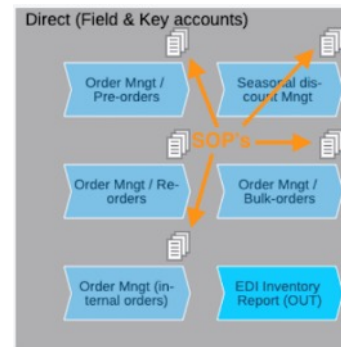 Direct (Field & Key accounts)
Order Mngt /
Pre-orders
Seasonal dis-
count Mngt
SOP's
Order Mngt / Re-
orders
Order Mngt /
Bulk-orders
Order Mngt (in-
ternal orders)
EDI Inventory
Report (OUT)